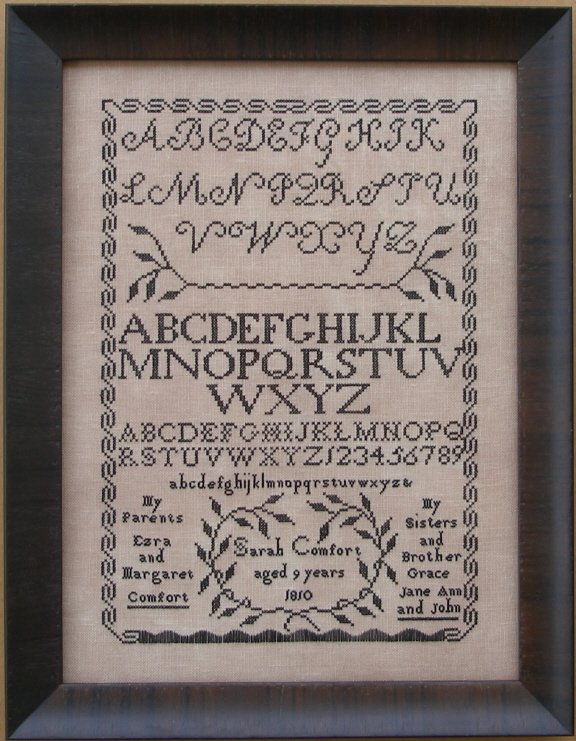 ABCDEFGHIK
LMNPQRSTU
VWXYZ
ABCDEFGHIJKL
MNOPQRSTUV
WXYZ
ABCDEFGHIJKLMNOPQ
RSTUVWXYZ123456789
abcdefghijklmnopqrstuvwxyz&
My
Parents
Ezra
and
Margaret
Comfort
Sarah Comfort
aged 9 years
1810
My
Sisters
and
Brother
Grace
Jane Ann
and John